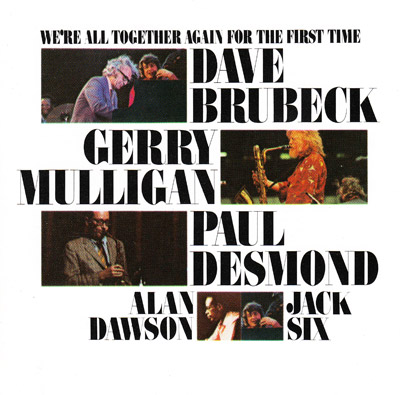 WE'RE ALL TOGETHER AGAIN FOR THE FIRST TIME
DAVE
BRUBECK
GERRY
MULLIGAN
PAUL
DESMOND
ALAN
DAWSON
JACK
SIX